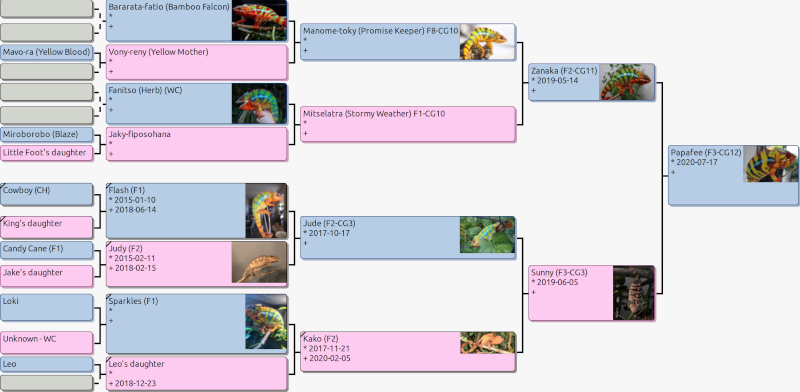 Bararata-fatio (Bamboo Falcon)
*
+
Mavo-ra (Yellow Blood)
Vony-reny (Yellow Mother)
*
+
Fanitso (Herb) (WC)
*
+
Miroborobo (Blaze)
Little Foot's daughter
Jaky-fiposohana
*
+
Manome-toky (Promise Keeper) F8-CG10
*
+
Mitselatra (Stormy Weather) F1-CG10
*
+
Zanaka (F2-CG11)
* 2019-05-14
+
Papafee (F3-CG12)
* 2020-07-17
+
Cowboy (CH)
King's daughter
Flash (F1)
* 2015-01-10
+ 2018-06-14
Candy Cane (F1)
Jake's daughter
Judy (F2)
* 2015-02-11
+ 2018-02-15
Jude (F2-CG3)
* 2017-10-17
+
Sunny (F3-CG3)
* 2019-06-05
+
Loki
Unknown - WC
Sparkles (F1)
*
+
Kako (F2)
* 2017-11-21
+ 2020-02-05
Leo
Leo's daughter
*
+ 2018-12-23